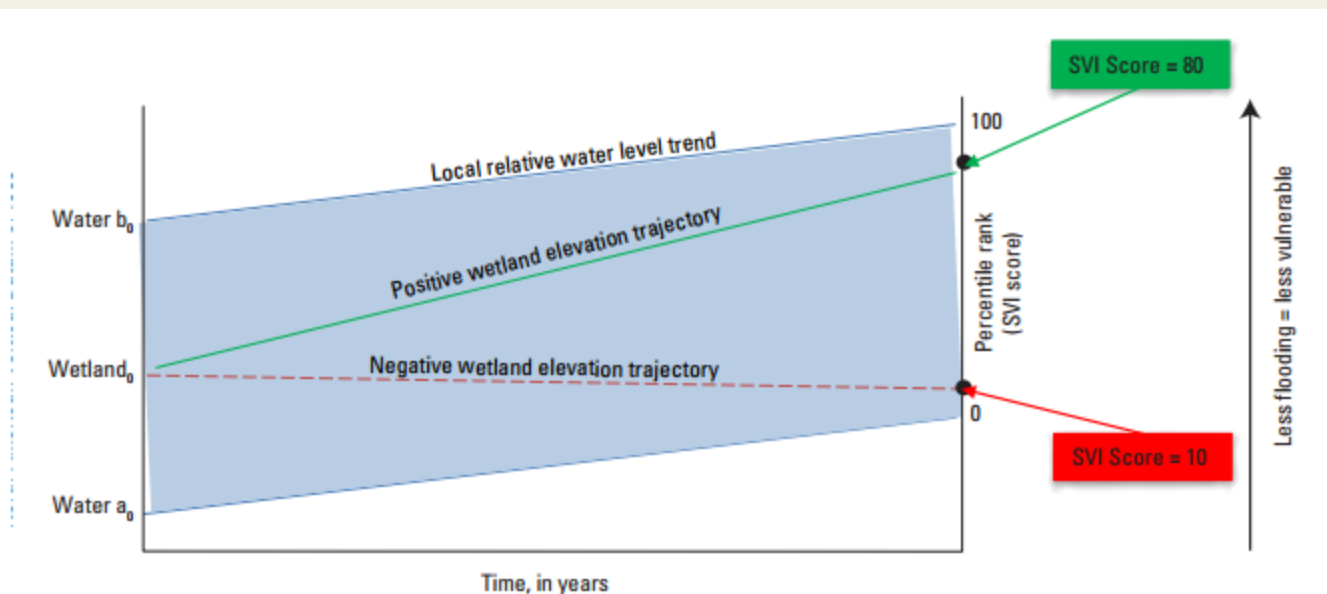 SVI Score = 80
100
Local relative water level trend
Water b₀
Positive wetland elevation trajectory
Percentile rank
(SVI score)
Less flooding = less vulnerable
Wetland₀
Negative wetland elevation trajectory
0
SVI Score = 10
Water a₀
Time, in years